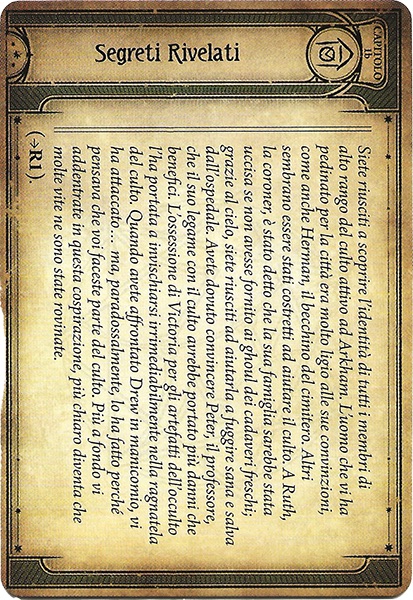 CAPITOLO
1b
Segreti Rivelati
Siete riusciti a scoprire l'identità di tutti i membri di
alto rango del culto attivo ad Arkham. L'uomo che vi ha
pedinato per la città era molto ligio alle sue convinzioni,
come anche Herman, il becchino del cimitero. Altri
sembrano essere stati costretti ad aiutare il culto. A Ruth,
la coroner, è stato detto che la sua famiglia sarebbe stata
uccisa se non avesse fornito ai ghoul dei cadaveri freschi;
grazie al cielo, siete riusciti ad aiutarla a fuggire sana e salva
dall'ospedale. Avete dovuto convincere Peter, il professore,
che il suo legame con il culto avrebbe portato più danni che
benefici. L'ossessione di Victoria per gli artefatti dell'occulto
l'ha portata a invischiarsi irrimediabilmente nella ragnatela
del culto. Quando avete affrontato Drew in manicomio, vi
ha attaccato… ma, paradossalmente, lo ha fatto perché
pensava che voi faceste parte del culto. Più a fondo vi
addentrate in questa cospirazione, più chiaro diventa che
molte vite ne sono state rovinate.
(→R1).